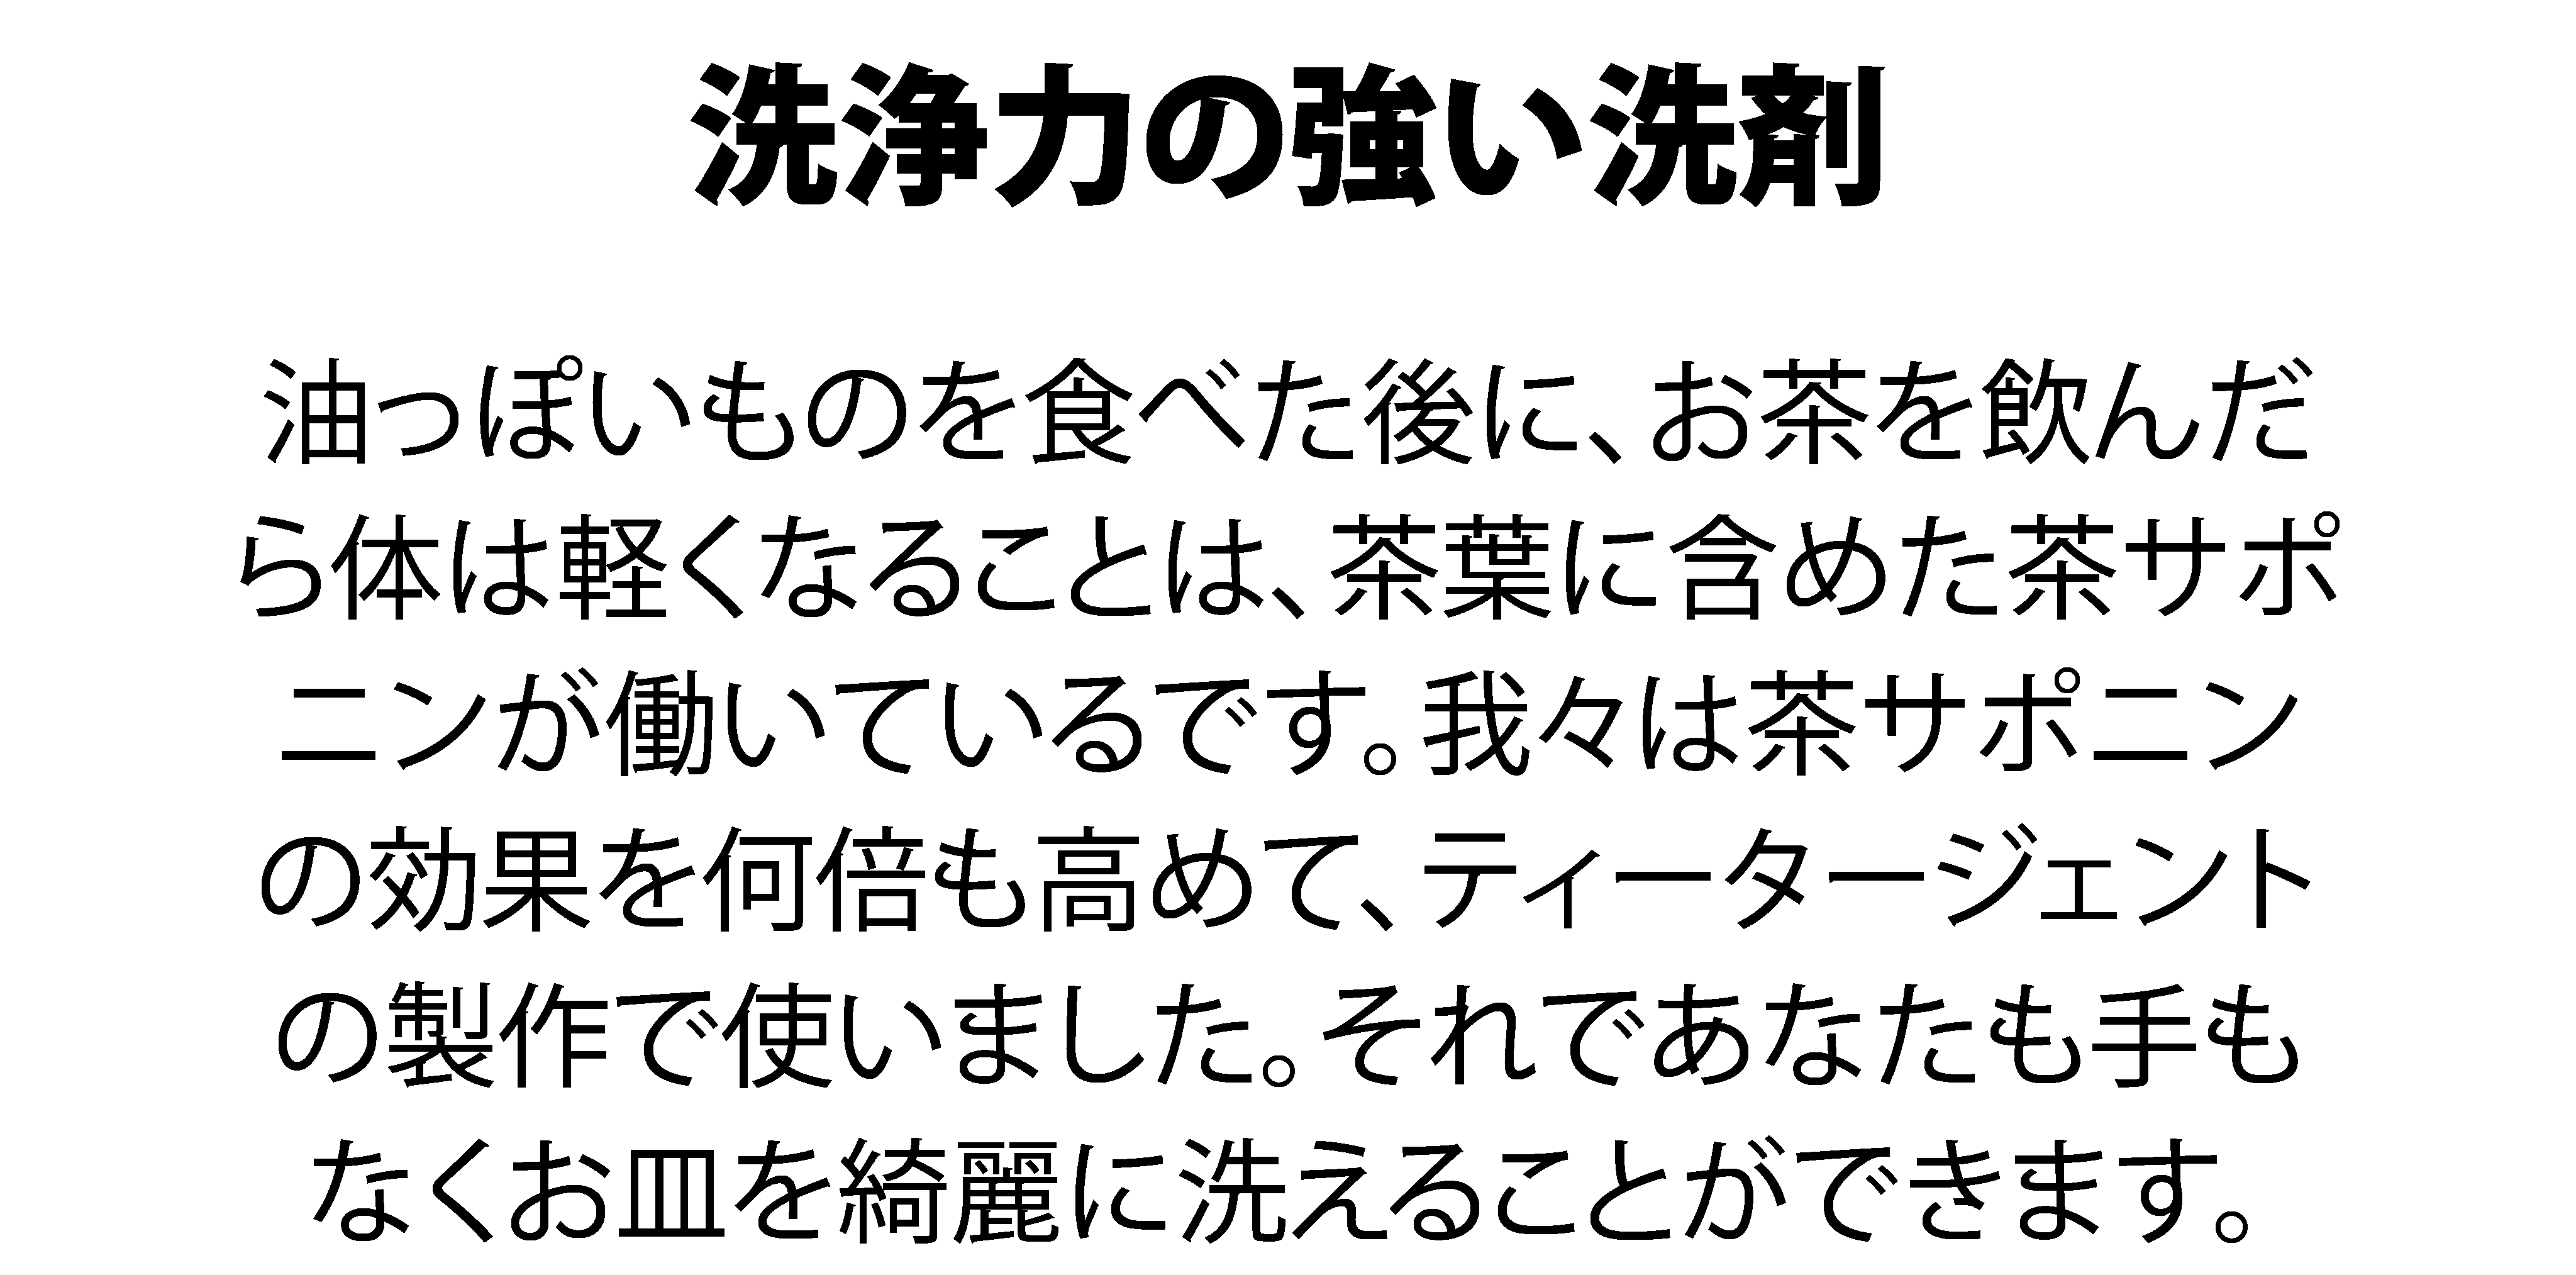 洗浄力の強い洗剤
油っぽいものを食べた後に、お茶を飲んだ
ら体は軽くなることは、茶葉に含めた茶サポ
ニンが働いているです。我々は茶サポニン
の効果を何倍も高めて、ティータージェント
の製作で使いました。それであなたも手も
なくお皿を綺麗に洗えることができます。